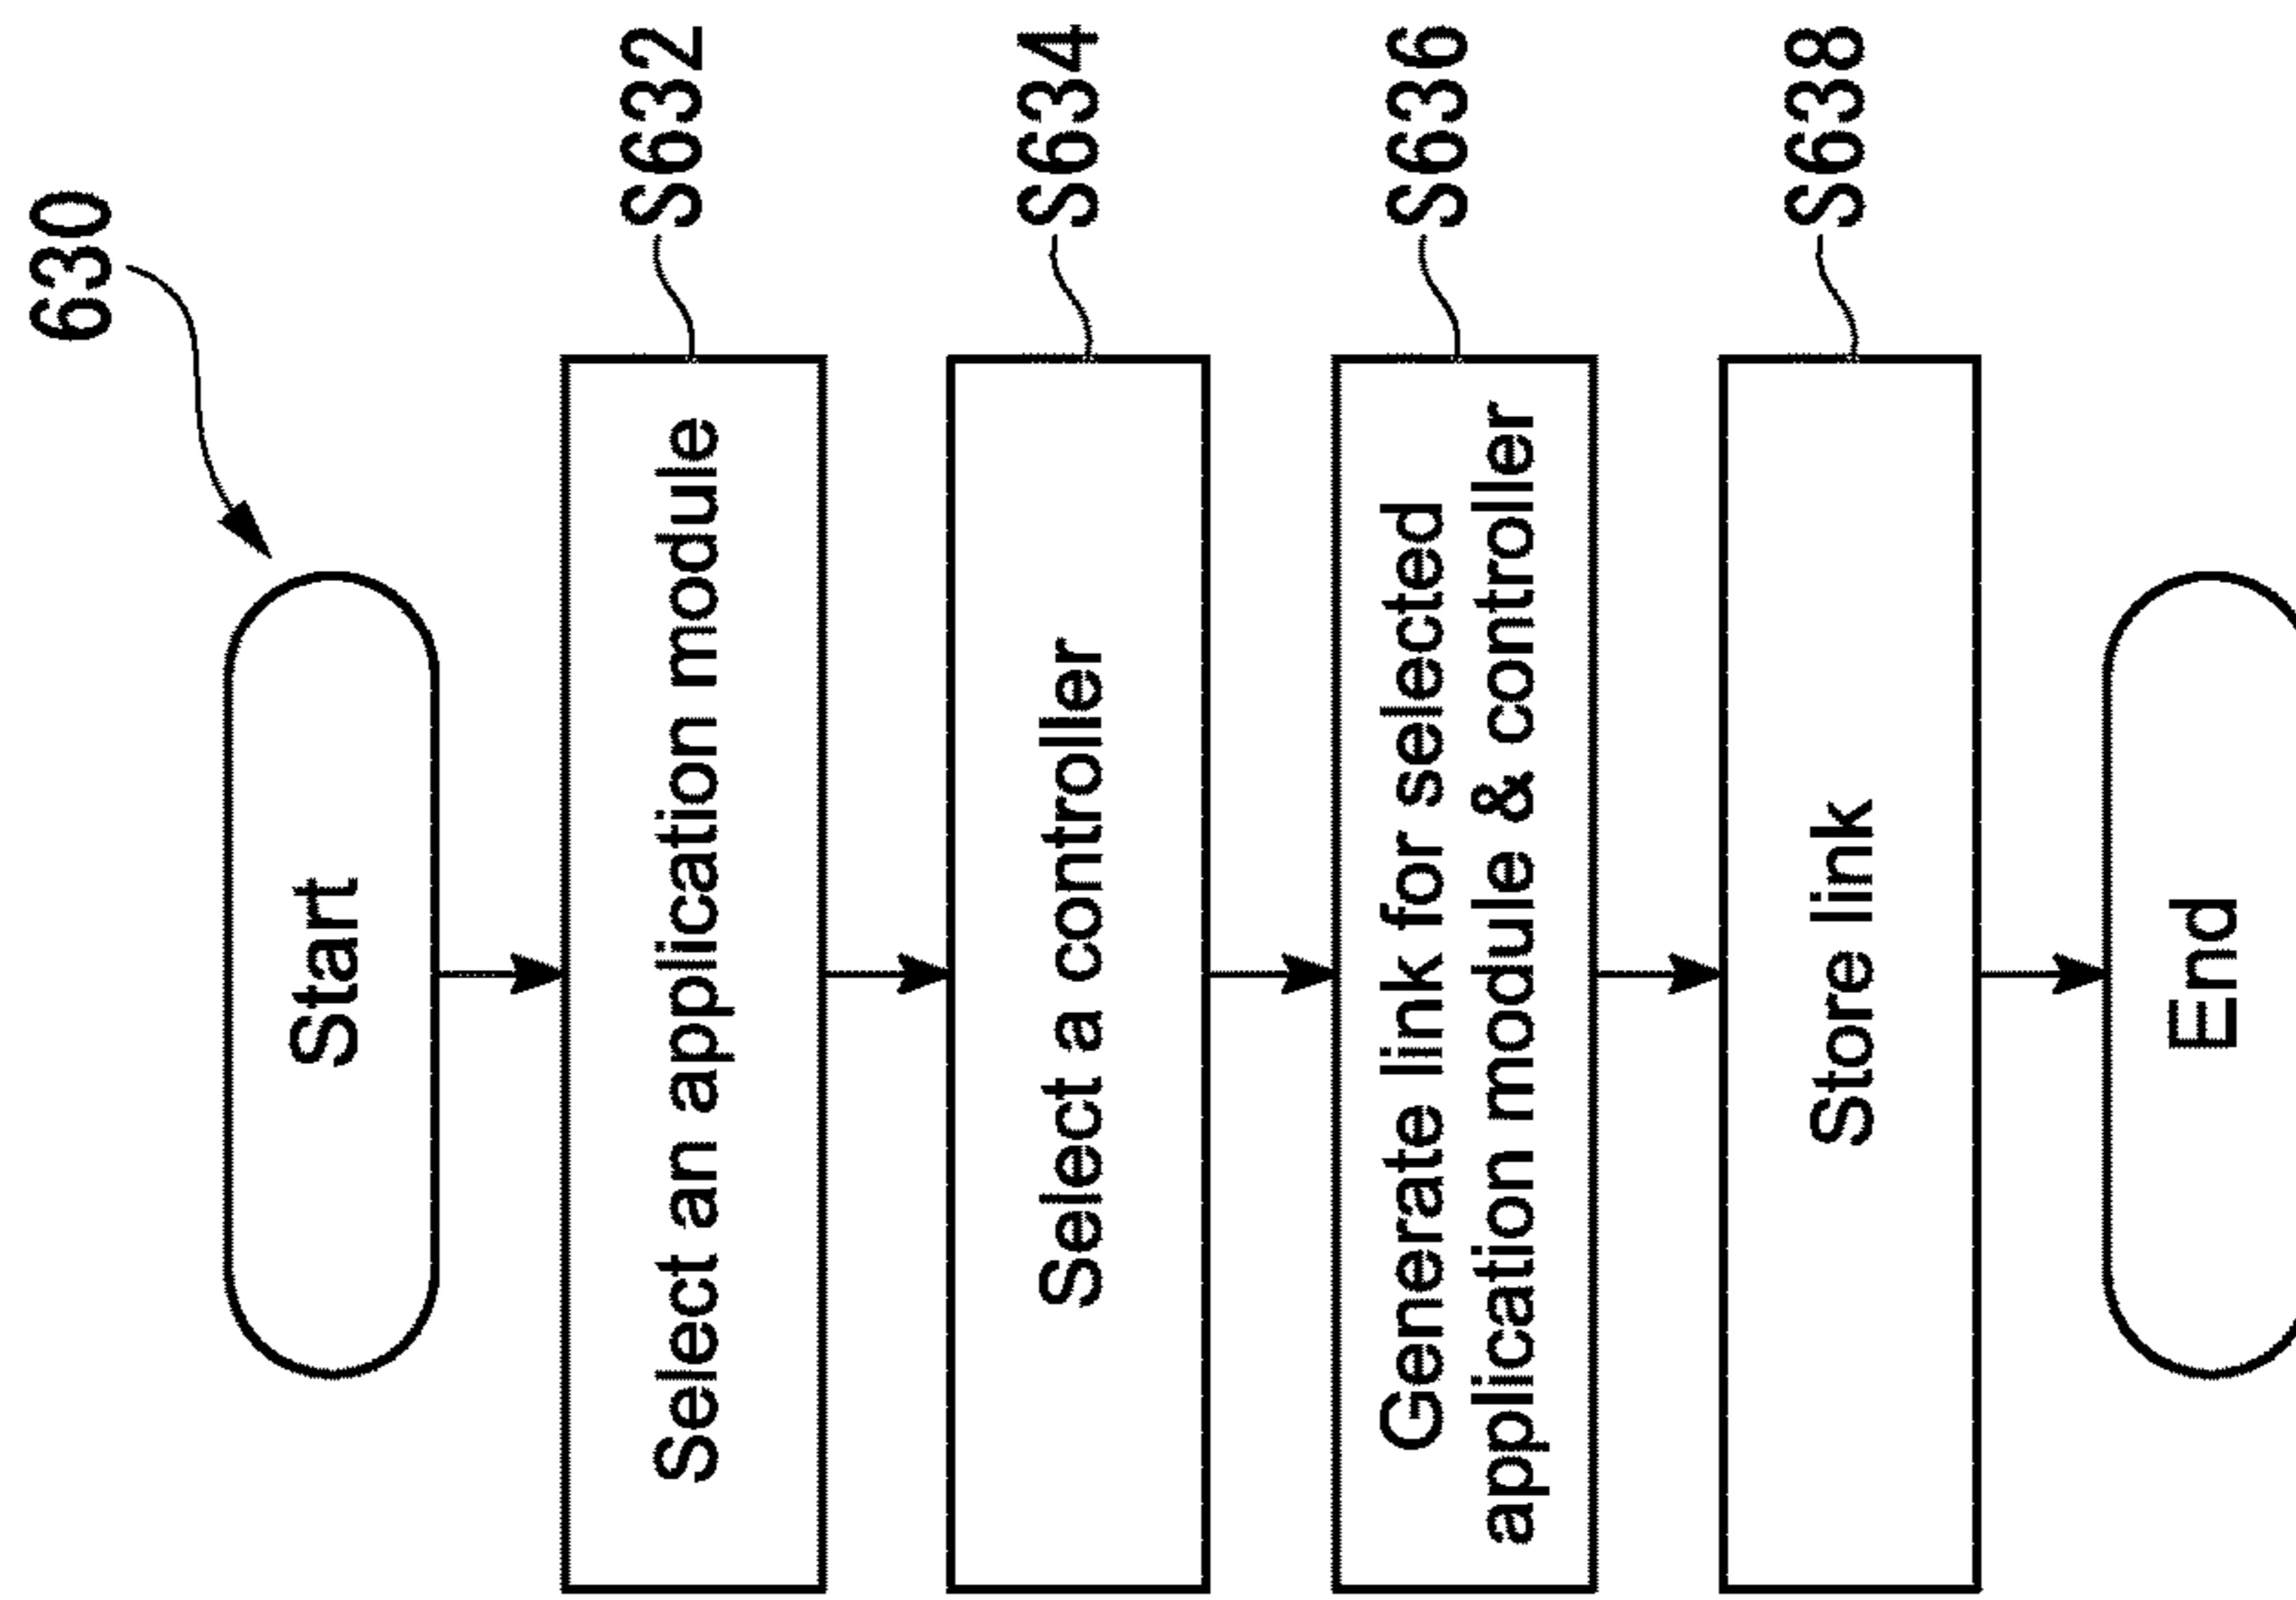 630
Start
Select an application module
S632
Select a controller
S634
Generate link for selected
application module & controller
S636
Store link
S638
End